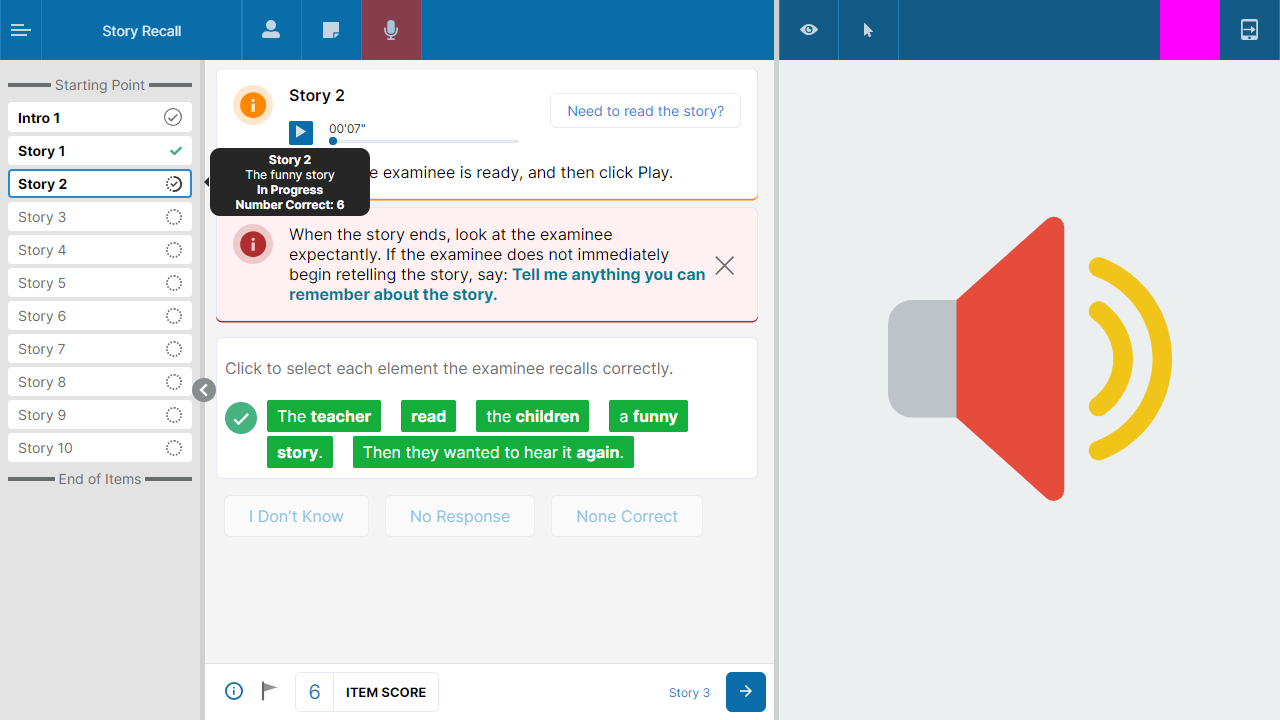 Story Recall
Starting Point
Intro 1
Story 1
Story 2
Story 3
Story 4
Story 5
Story 6
Story 7
Story 8
Story 9
Story 10
End of Items
Story 2
The funny story
In Progress
Number Correct: 6
Story 2
00'07"
Need to read the story?
e examinee is ready, and then click Play.
When the story ends, look at the examinee
expectantly. If the examinee does not immediately
begin retelling the story, say: Tell me anything you can
remember about the story.
Click to select each element the examinee recalls correctly.
The teacher read the children a funny
story. Then they wanted to hear it again.
I Don't Know No Response None Correct
6 ITEM SCORE
Story 3